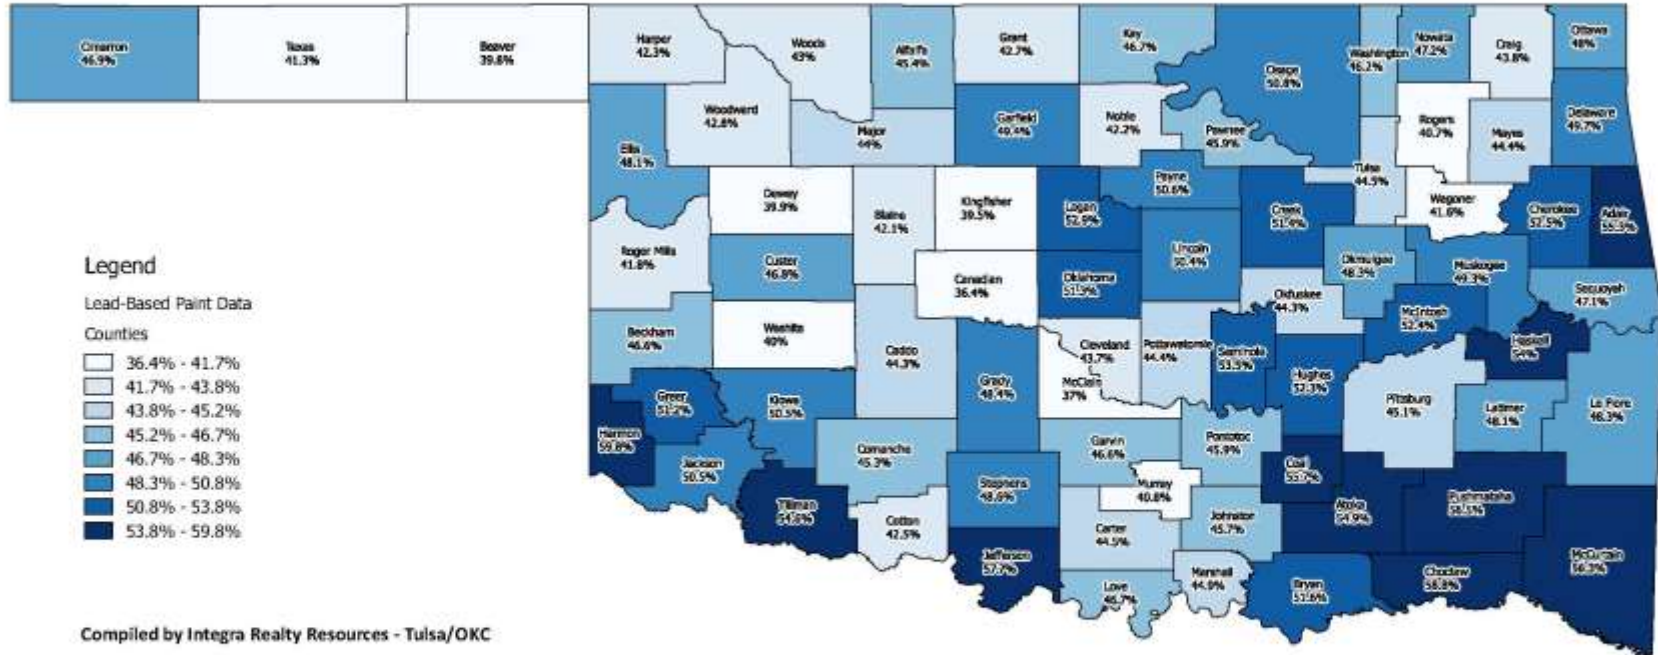 Cimarron
46.9%
Texas
41.3%
Beaver
39.8%
Harper
42.3%
Woods
43%
Alfalfa
45.4%
Grant
42.7%
Kay
46.7%
Osage
50.8%
Washington
46.2%
Nowata
47.2%
Craig
43.8%
Ottawa
48%
Woodward
42.8%
Ellis
48.1%
Major
44%
Garfield
49.4%
Noble
42.2%
Pawnee
45.9%
Rogers
40.7%
Mayes
44.4%
Delaware
49.7%
Dewey
39.9%
Blaine
42.1%
Kingfisher
39.5%
Logan
52.9%
Payne
50.6%
Creek
51.4%
Tulsa
44.5%
Wagoner
41.6%
Cherokee
52.5%
Adair
55.3%
Roger Mills
41.8%
Custer
46.8%
Canadian
36.4%
Oklahoma
51.9%
Lincoln
50.4%
Okmulgee
48.3%
Muskogee
49.3%
Sequoyah
47.1%
Okfuskee
44.3%
McIntosh
52.4%
Haskell
54%
Beckham
46.6%
Washita
40%
Caddo
44.3%
Grady
48.4%
Cleveland
43.7%
McClain
37%
Pottawatomie
44.4%
Seminole
53.5%
Hughes
Pittsburg
45.1%
Latimer
48.1%
Le Flore
48.3%
Greer
Harmon
59.8%
Kiowa
50.5%
Jackson
50.5%
Comanche
45.3%
Garvin
46.6%
Pontotoc
45.9%
Coal
55.7%
Stephens
48.6%
Murray
40.8%
Tillman
Cotton
42.5%
Carter
44.5%
Johnston
45.7%
Atoka
54.9%
Pushmataha
Jefferson
57.7%
Love
46.7%
Marshall
44.9%
Bryan
51.6%
Choctaw
58.8%
McCurtain
Legend
Lead-Based Paint Data
Counties
36.4% - 41.7%
41.7% - 43.8%
43.8% - 45.2%
45.2% - 46.7%
46.7% - 48.3%
48.3% - 50.8%
50.8% - 53.8%
53.8% - 59.8%
Compiled by Integra Realty Resources - Tulsa/OKC